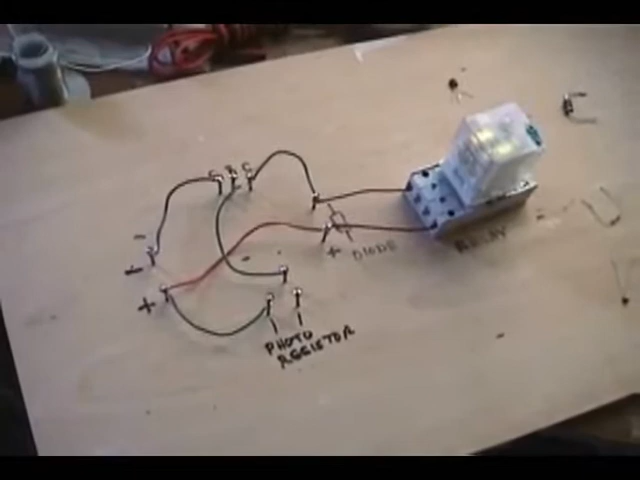 E B C
-
+
+ DIODE
RELAY
PHOTO
RESISTOR